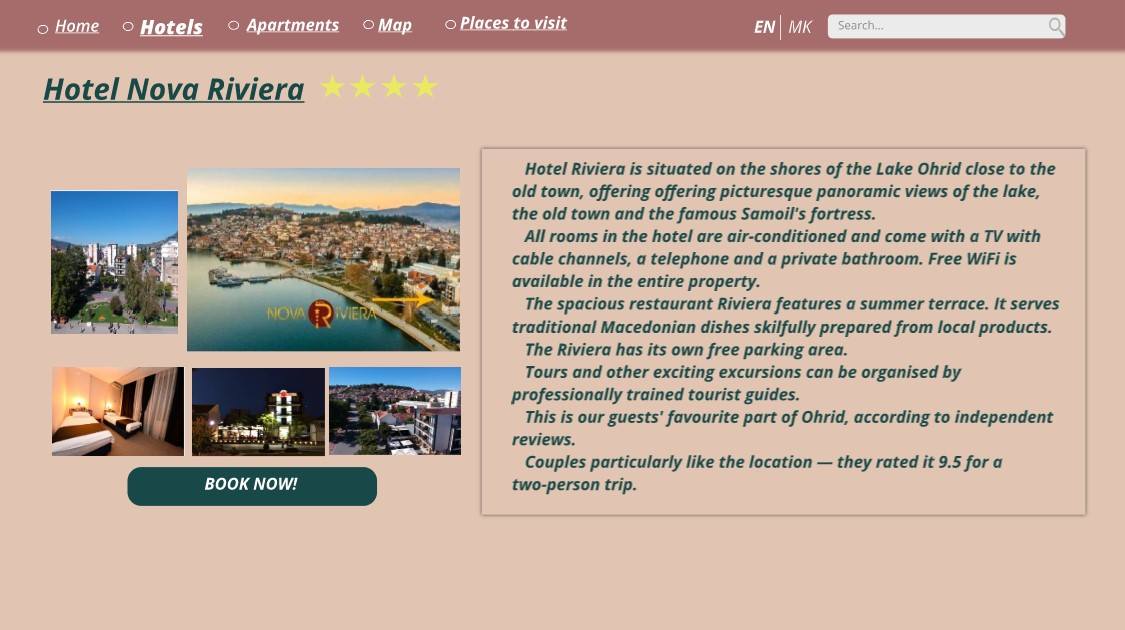 Home Hotels Apartments Map Places to visit EN MK Search...
Hotel Nova Riviera
Hotel Riviera is situated on the shores of the Lake Ohrid close to the
old town, offering offering picturesque panoramic views of the lake,
the old town and the famous Samoil's fortress.
All rooms in the hotel are air-conditioned and come with a TV with
cable channels, a telephone and a private bathroom. Free WiFi is
available in the entire property.
The spacious restaurant Riviera features a summer terrace. It serves
traditional Macedonian dishes skilfully prepared from local products.
The Riviera has its own free parking area.
Tours and other exciting excursions can be organised by
professionally trained tourist guides.
This is our guests' favourite part of Ohrid, according to independent
reviews.
Couples particularly like the location — they rated it 9.5 for a
two-person trip.
NOVA RIVIERA
BOOK NOW!